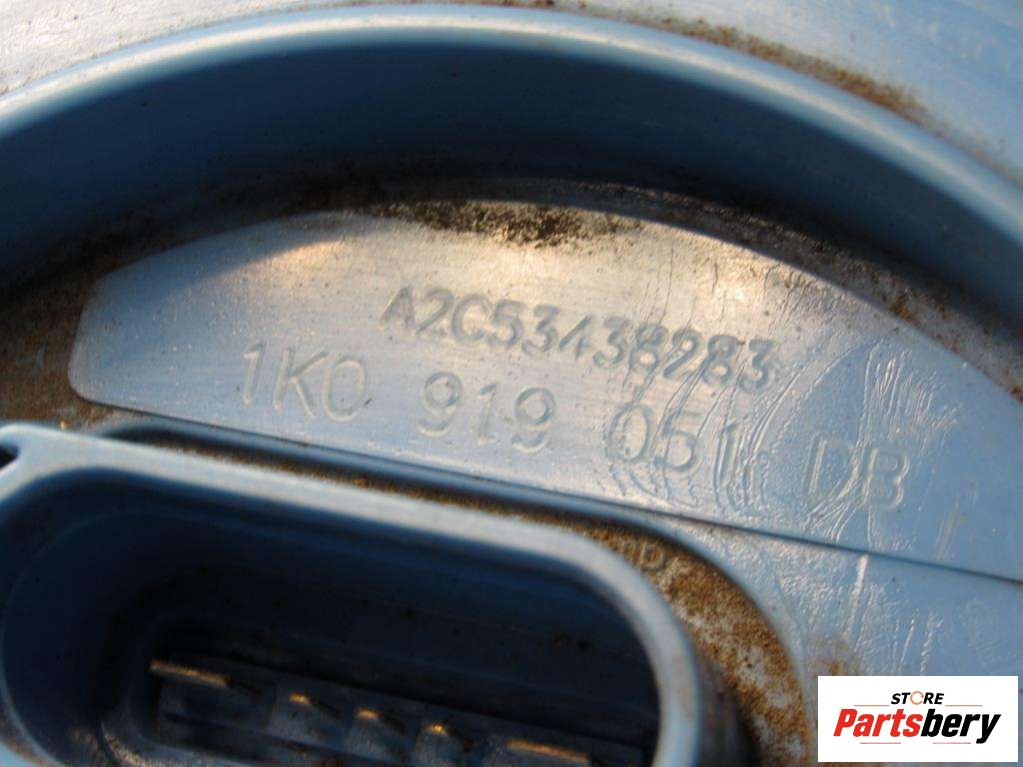 A2C53438283
1K0 919 051 DB
STORE
Partsbery